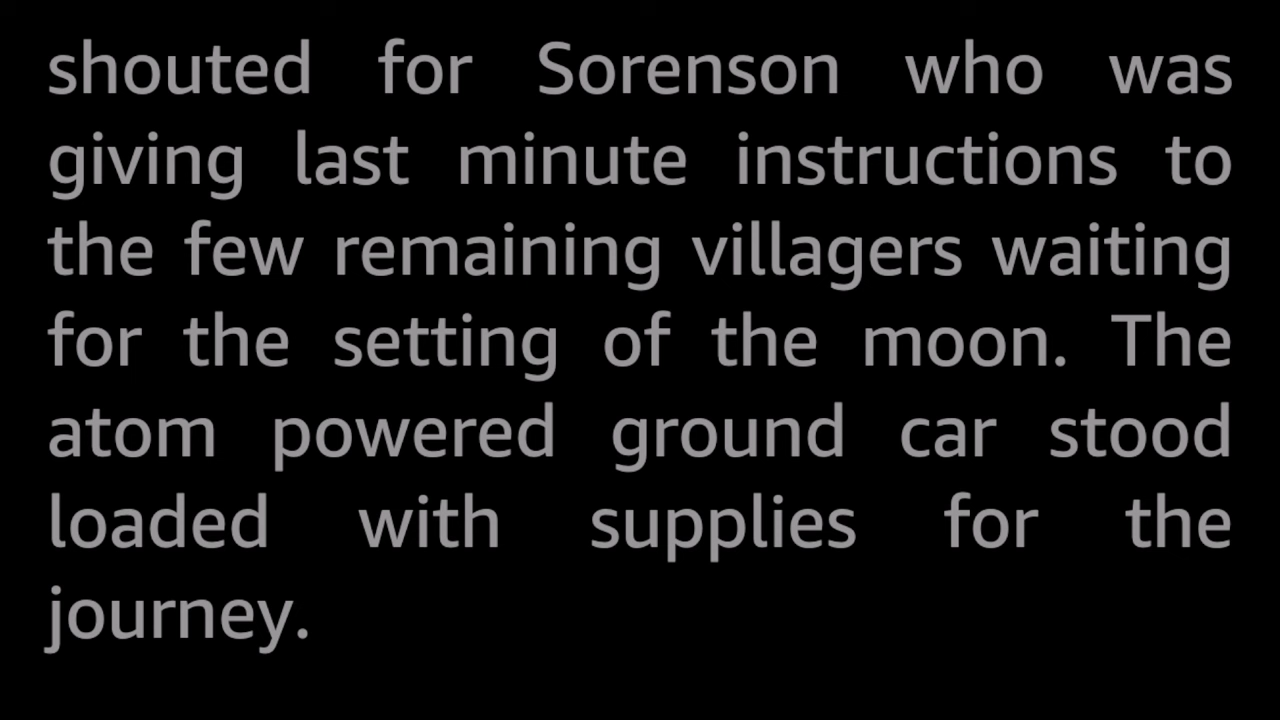 shouted for Sorenson who was
giving last minute instructions to
the few remaining villagers waiting
for the setting of the moon. The
atom powered ground car stood
loaded with supplies for the
journey.